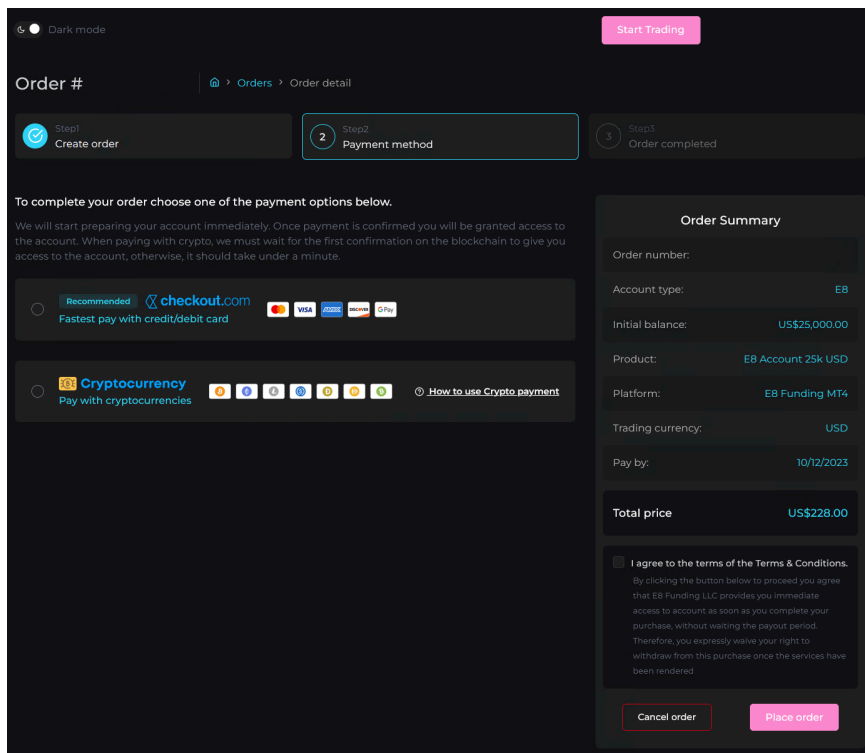 Dark mode
Start Trading
Order #
Orders > Order detail
Step1
Create order
2
Step2
Payment method
3
Step3
Order completed
To complete your order choose one of the payment options below.
We will start preparing your account immediately. Once payment is confirmed you will be granted access to
the account. When paying with crypto, we must wait for the first confirmation on the blockchain to give you
access to the account, otherwise, it should take under a minute.
Recommended checkout.com
VISA AMEX DISCOVER G Pay
Fastest pay with credit/debit card
Cryptocurrency
Pay with cryptocurrencies
How to use Crypto payment
Order Summary
Order number:
Account type: E8
Initial balance: US$25,000.00
Product: E8 Account 25k USD
Platform: E8 Funding MT4
Trading currency: USD
Pay by: 10/12/2023
Total price US$228.00
I agree to the terms of the Terms & Conditions.
By clicking the button below to proceed you agree
that E8 Funding LLC provides you immediate
access to account as soon as you complete your
purchase, without waiting the payout period.
Therefore, you expressly waive your right to
withdraw from this purchase once the services have
been rendered
Cancel order
Place order